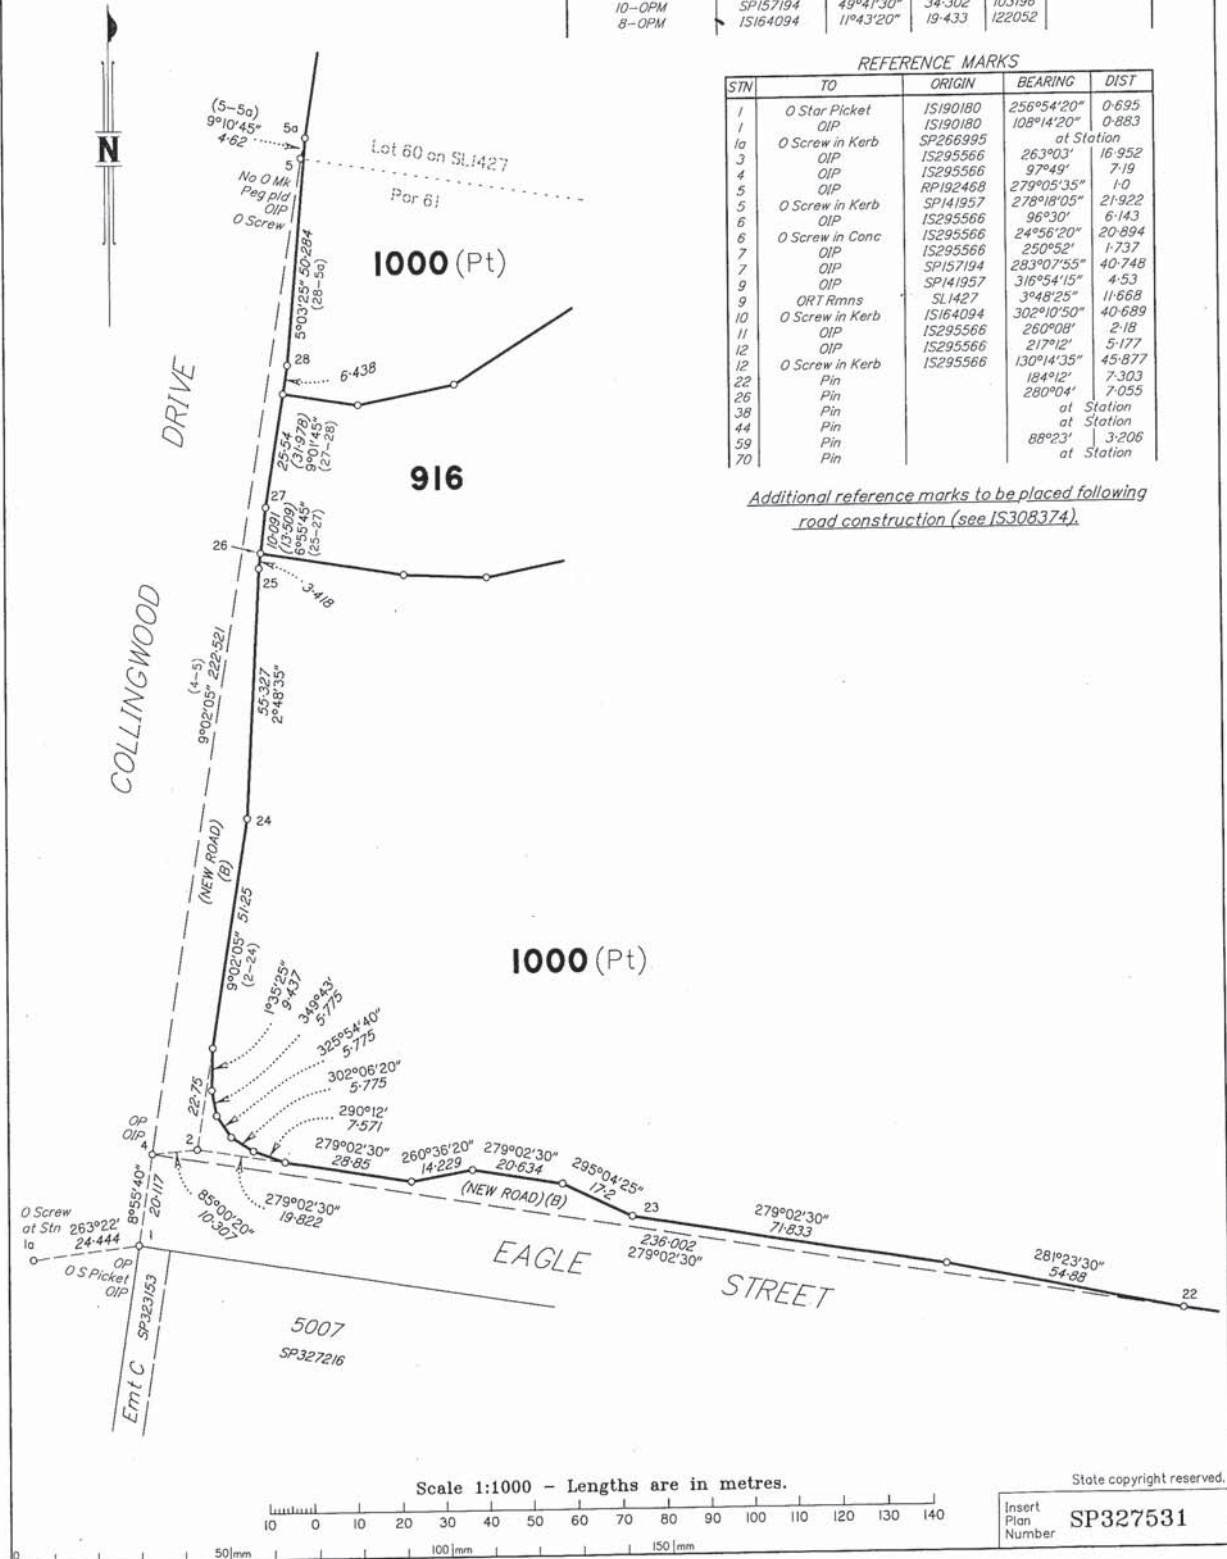 10-OPM SP157194 49°41'30" 34·302 103198
8-OPM IS164094 11°43'20" 19·433 122052
REFERENCE MARKS
STN TO ORIGIN BEARING DIST
1 O Star Picket IS190180 256°54'20" 0·695
1 OIP IS190180 108°14'20" 0·883
1a O Screw in Kerb SP266995 at Station
3 OIP IS295566 263°03' 16·952
4 OIP IS295566 97°49' 7·19
5 OIP RP192468 279°05'35" 1·0
5 O Screw in Kerb SP141957 278°18'05" 21·922
6 OIP IS295566 96°30' 6·143
6 O Screw in Conc IS295566 24°56'20" 20·894
7 OIP IS295566 250°52' 1·737
7 OIP SP157194 283°07'55" 40·748
9 OIP SP141957 316°54'15" 4·53
9 ORT Rmns SL1427 3°48'25" 11·668
10 O Screw in Kerb IS164094 302°10'50" 40·689
11 OIP IS295566 260°08' 2·18
12 OIP IS295566 217°12' 5·177
12 O Screw in Kerb IS295566 130°14'35" 45·877
22 Pin 184°12' 7·303
26 Pin 280°04' 7·055
38 Pin at Station
44 Pin at Station
59 Pin 88°23' 3·206
70 Pin at Station
Additional reference marks to be placed following
road construction (see IS308374).
N
(5-5a)
9°10'45"
4·62
5a
5
No O Mk
Peg pld
OIP
O Screw
Lot 60 on SL1427
Por 61
1000 (Pt)
5°03'25" 50·284
(28-5a)
28
6·438
DRIVE
25·54
(31·978)
9°01'45"
(27-28)
916
27
10·091
(13·509)
6°55'45"
(25-27)
26
25
3·418
COLLINGWOOD
(4-5)
9°02'05" 222·521
55·327
2°48'35"
24
(NEW ROAD)
(B)
9°02'05" 51·25
(2-24)
1000 (Pt)
1°35'25"
9·437
349°43'
5·775
325°54'40"
5·775
302°06'20"
5·775
290°12'
7·571
22·75
OP
OIP
4
2
279°02'30"
28·85
260°36'20"
14·229
279°02'30"
20·634
295°04'25"
17·2
(NEW ROAD)(B)
23
279°02'30"
71·833
236·002
279°02'30"
281°23'30"
54·88
22
85°00'20"
10·307
279°02'30"
19·822
8°55'40"
20·117
O Screw
at Stn
1a
263°22'
24·444
OP
O S Picket
OIP
EAGLE STREET
Emt C SP323153
5007
SP327216
Scale 1:1000 – Lengths are in metres.
State copyright reserved.
10 0 10 20 30 40 50 60 70 80 90 100 110 120 130 140
0 50 mm 100 mm 150 mm
Insert
Plan
Number
SP327531